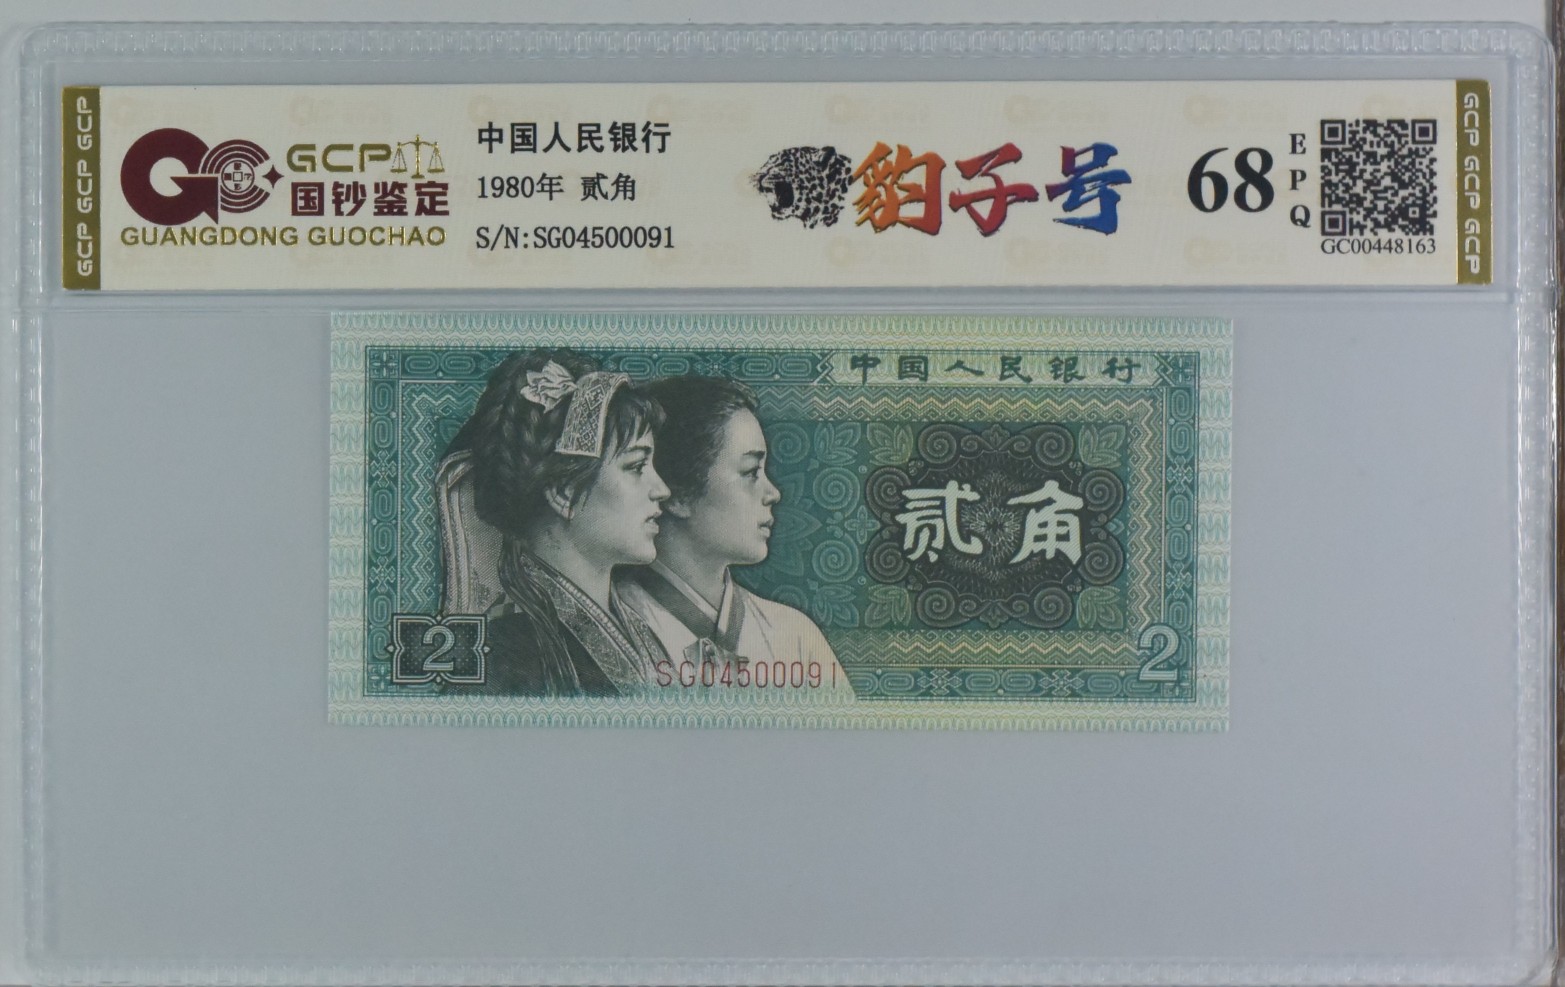 GCP GCP GCP
GCP
国钞鉴定
GUANGDONG GUOCHAO
中国人民银行
1980年 贰角
S/N:SG04500091
豹子号
68
EPQ
GC00448163
GCP GCP GCP
中国人民银行
贰角
2
2
SG04500091